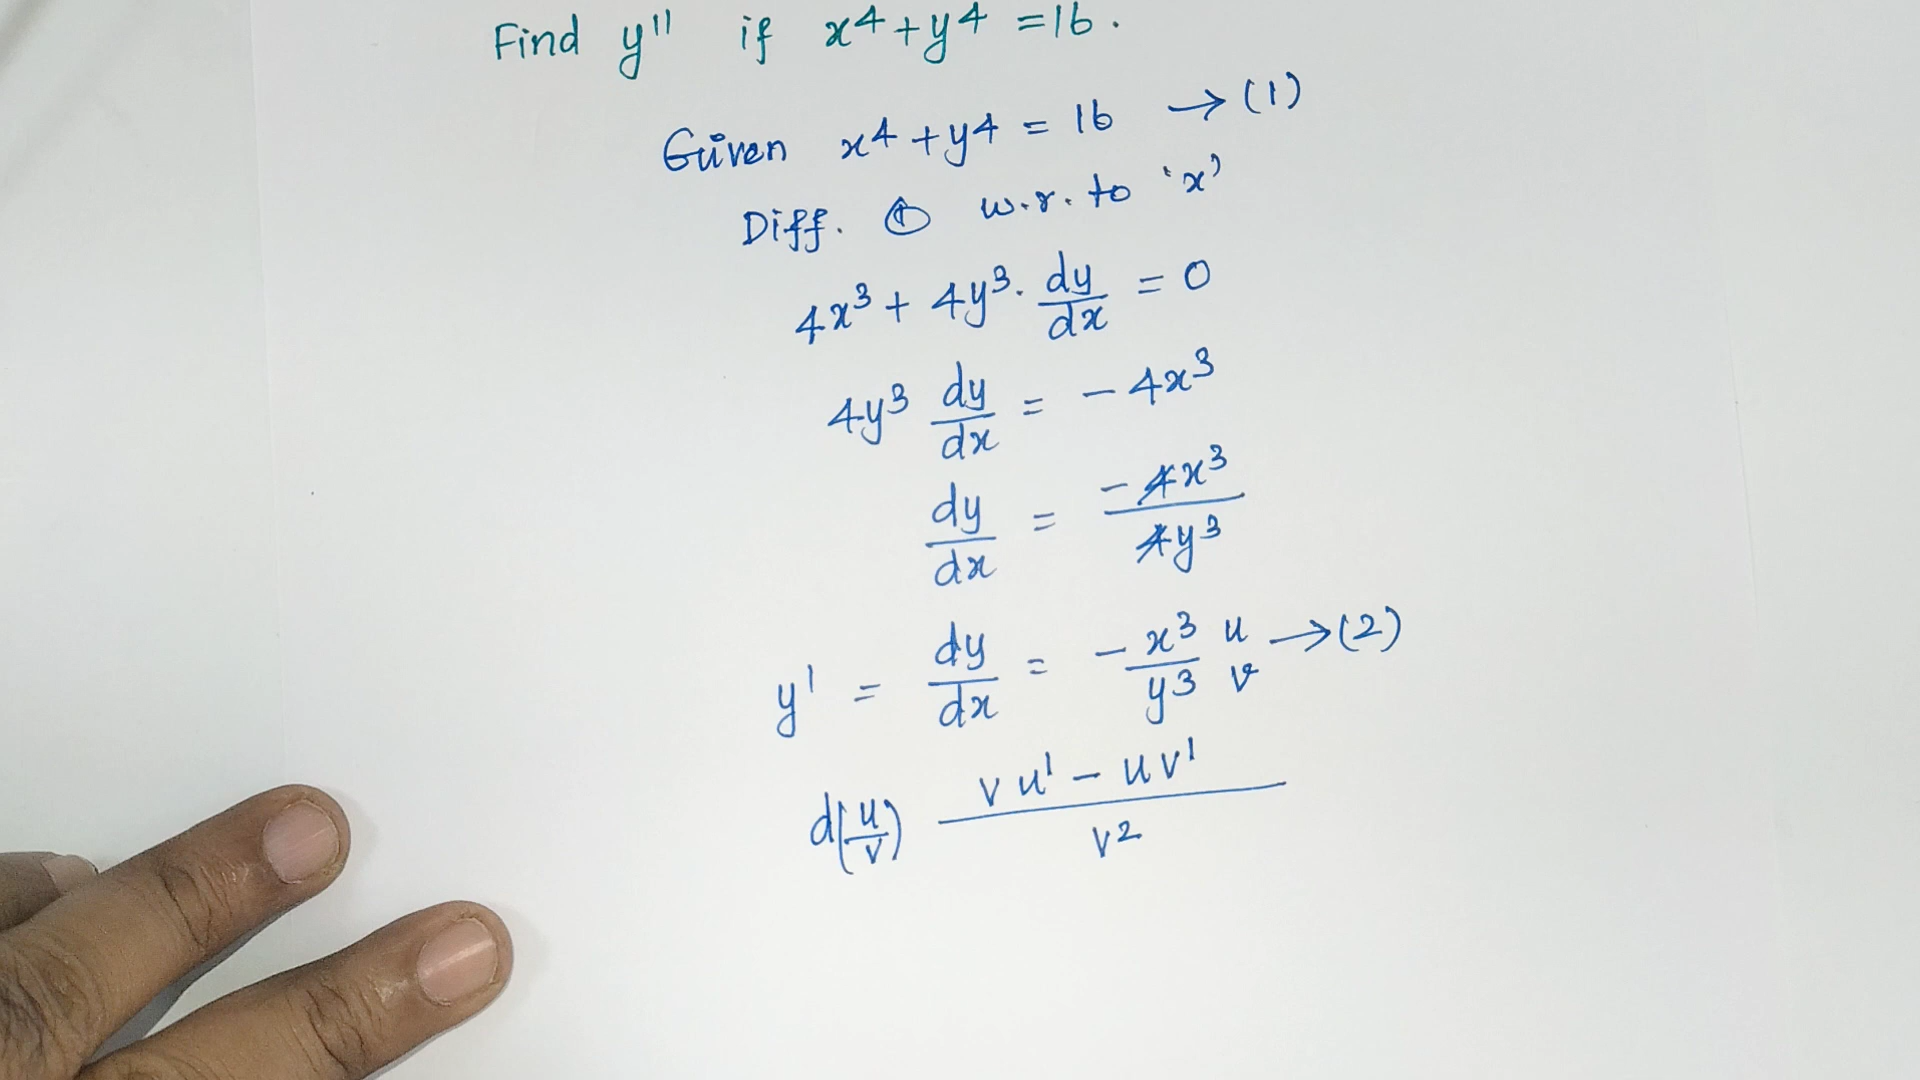 Find y'' if x⁴+y⁴ =16.
Given x⁴+y⁴ = 16 → (1)
Diff. ① w.r.to 'x'
4x³ + 4y³. dy/dx = 0
4y³ dy/dx = - 4x³
dy/dx = -4x³/4y³
y' = dy/dx = - x³/y³ u/v → (2)
d(u/v) vu' - uv'/v²